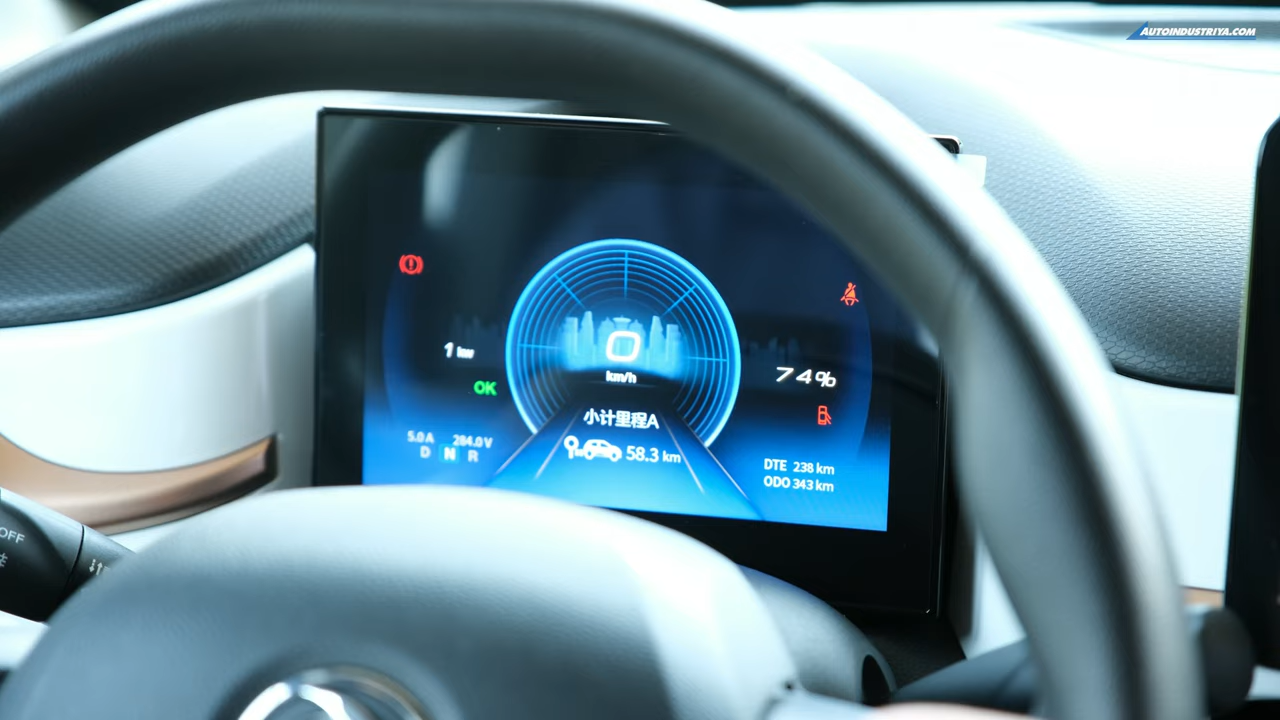 AUTOINDUSTRIYA.COM
1 kw
OK
0
km/h
74%
小计里程A
58.3 km
5.0 A 284.0 V
D N R
DTE 238 km
ODO 343 km
OFF